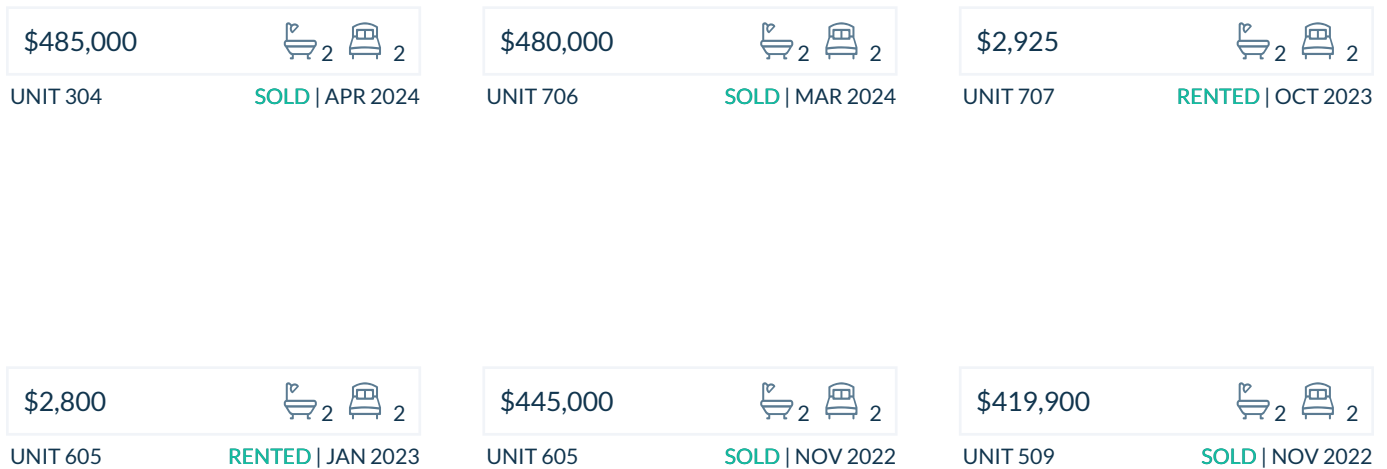 $485,000 2 2
UNIT 304 SOLD | APR 2024
$480,000 2 2
UNIT 706 SOLD | MAR 2024
$2,925 2 2
UNIT 707 RENTED | OCT 2023
$2,800 2 2
UNIT 605 RENTED | JAN 2023
$445,000 2 2
UNIT 605 SOLD | NOV 2022
$419,900 2 2
UNIT 509 SOLD | NOV 2022